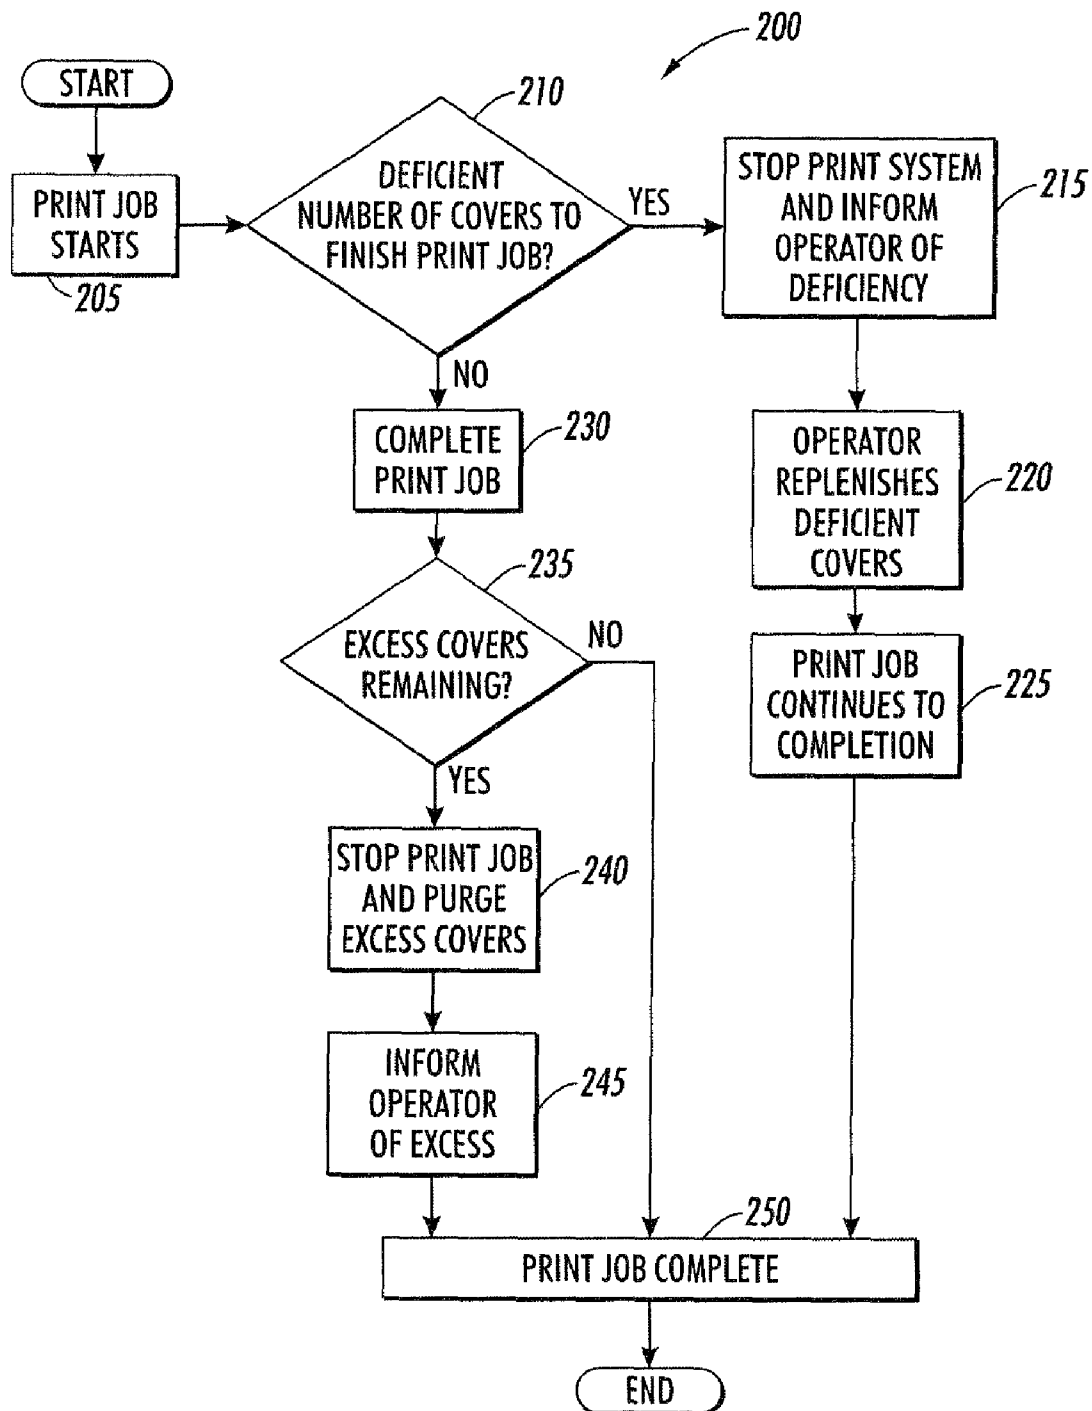 200
START
210
DEFICIENT
NUMBER OF COVERS TO
FINISH PRINT JOB?
YES
STOP PRINT SYSTEM
AND INFORM
OPERATOR OF
DEFICIENCY
215
PRINT JOB
STARTS
205
NO
COMPLETE
PRINT JOB
230
OPERATOR
REPLENISHES
DEFICIENT
COVERS
220
235
EXCESS COVERS
REMAINING?
NO
PRINT JOB
CONTINUES TO
COMPLETION
225
YES
STOP PRINT JOB
AND PURGE
EXCESS COVERS
240
INFORM
OPERATOR
OF EXCESS
245
250
PRINT JOB COMPLETE
END